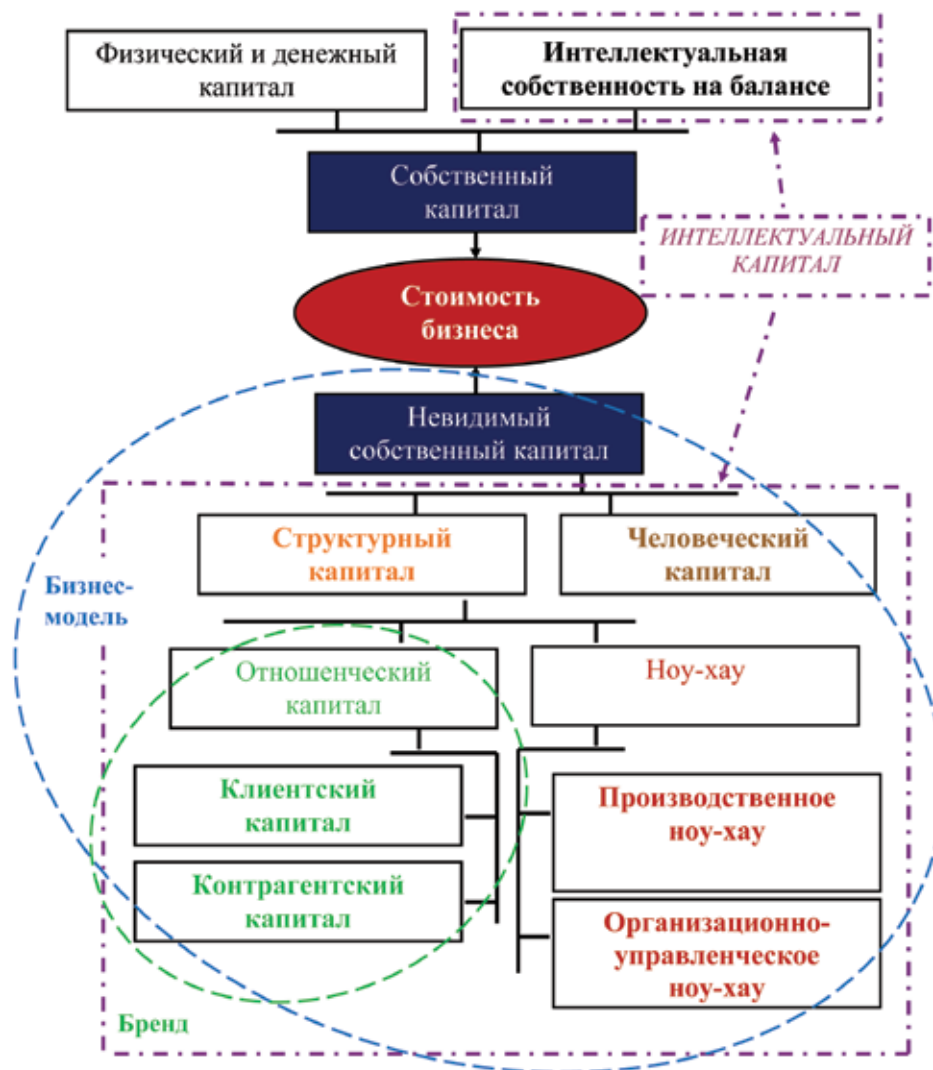 Физический и денежный
капитал
Интеллектуальная
собственность на балансе
Собственный
капитал
ИНТЕЛЛЕКТУАЛЬНЫЙ
КАПИТАЛ
Стоимость
бизнеса
Невидимый
собственный капитал
Структурный
капитал
Человеческий
капитал
Бизнес-
модель
Отношенческий
капитал
Ноу-хау
Клиентский
капитал
Производственное
ноу-хау
Контрагентский
капитал
Организационно-
управленческое
ноу-хау
Бренд